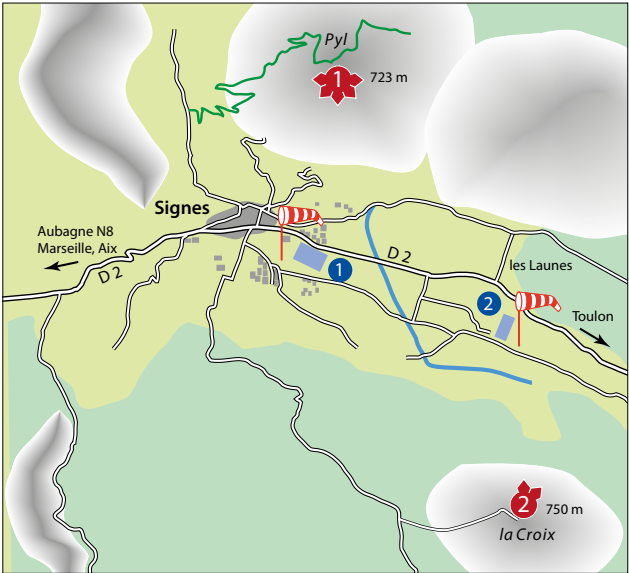 Pyl
1
723 m
Signes
Aubagne N8
Marseille, Aix
D 2
D 2
1
les Launes
2
Toulon
2
750 m
la Croix